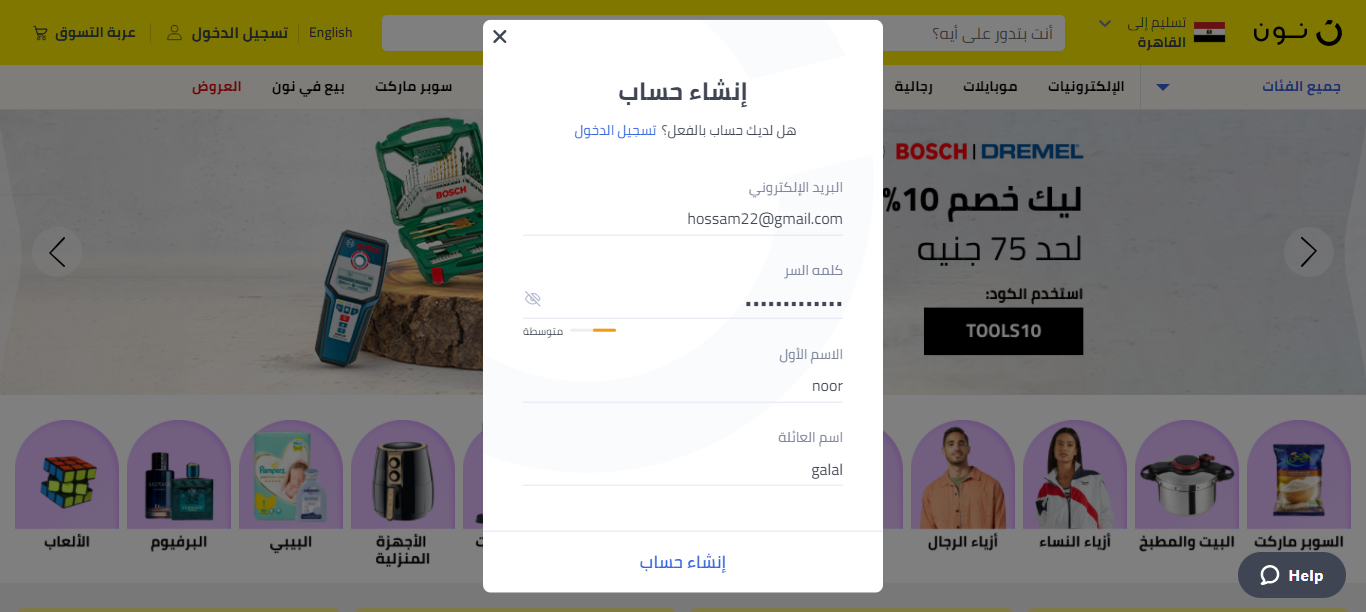 نون
تسليم إلى
القاهرة
أنت بتدور على أيه؟
English
تسجيل الدخول
عربة التسوق
جميع الفئات
الإلكترونيات
موبايلات
رجالية
سوبر ماركت
بيع في نون
العروض
إنشاء حساب
هل لديك حساب بالفعل؟ تسجيل الدخول
البريد الإلكتروني
hossam22@gmail.com
كلمه السر
•••••••••••••
متوسطة
الاسم الأول
noor
اسم العائلة
galal
إنشاء حساب
BOSCH | DREMEL
ليك خصم 10%
لحد 75 جنيه
استخدم الكود:
TOOLS10
BOSCH
السوبر ماركت
البيت والمطبخ
أزياء النساء
أزياء الرجال
الأجهزة
المنزلية
Pampers
البيبي
البرفيوم
الألعاب
Help